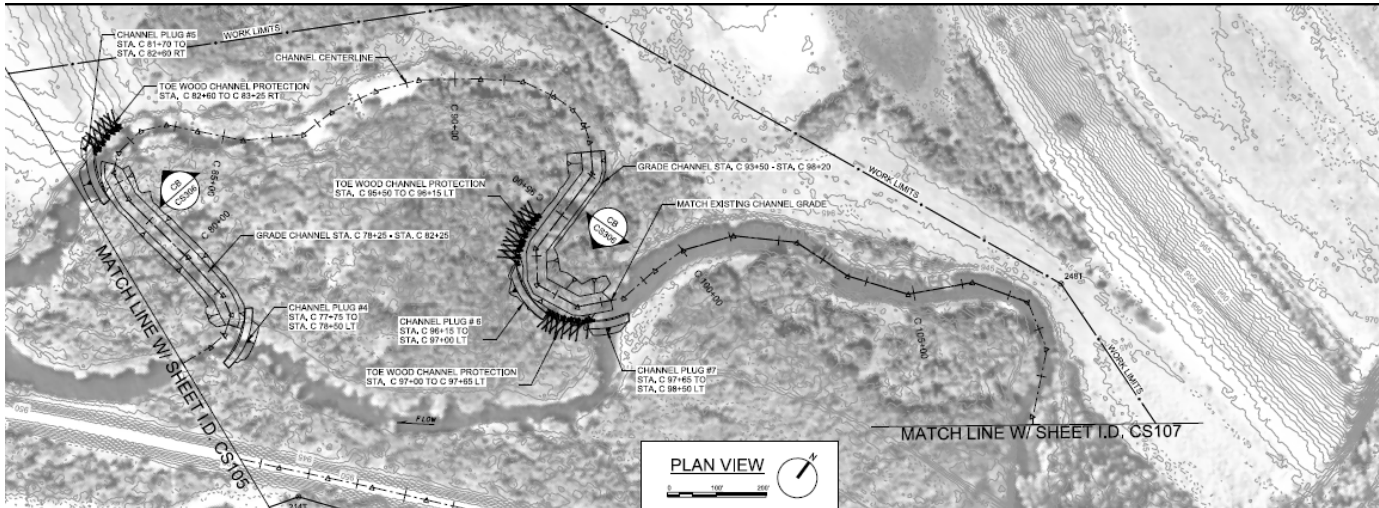 CHANNEL PLUG #5
STA. C 81+70 TO
STA. C 82+60 RT
WORK LIMITS
CHANNEL CENTERLINE
TOE WOOD CHANNEL PROTECTION
STA. C 82+60 TO C 83+25 RT
C 90+00
GRADE CHANNEL STA. C 93+50 - STA. C 98+20
WORK LIMITS
C 85+00
CB
CS306
TOE WOOD CHANNEL PROTECTION
STA. C 95+50 TO C 96+15 LT
C 95+00
MATCH EXISTING CHANNEL GRADE
C 80+00
CB
CS306
GRADE CHANNEL STA. C 78+25 - STA. C 82+25
945
248T
C 100+00
CHANNEL PLUG #4
STA. C 77+75 TO
STA. C 78+50 LT
CHANNEL PLUG # 6
STA. C 96+15 TO
STA. C 97+00 LT
C 105+00
WORK LIMITS
TOE WOOD CHANNEL PROTECTION
STA. C 97+00 TO C 97+65 LT
CHANNEL PLUG #7
STA. C 97+65 TO
STA. C 98+50 LT
FLOW
MATCH LINE W/ SHEET I.D. CS105
MATCH LINE W/ SHEET I.D. CS107
PLAN VIEW
N
0 100' 200'
214T